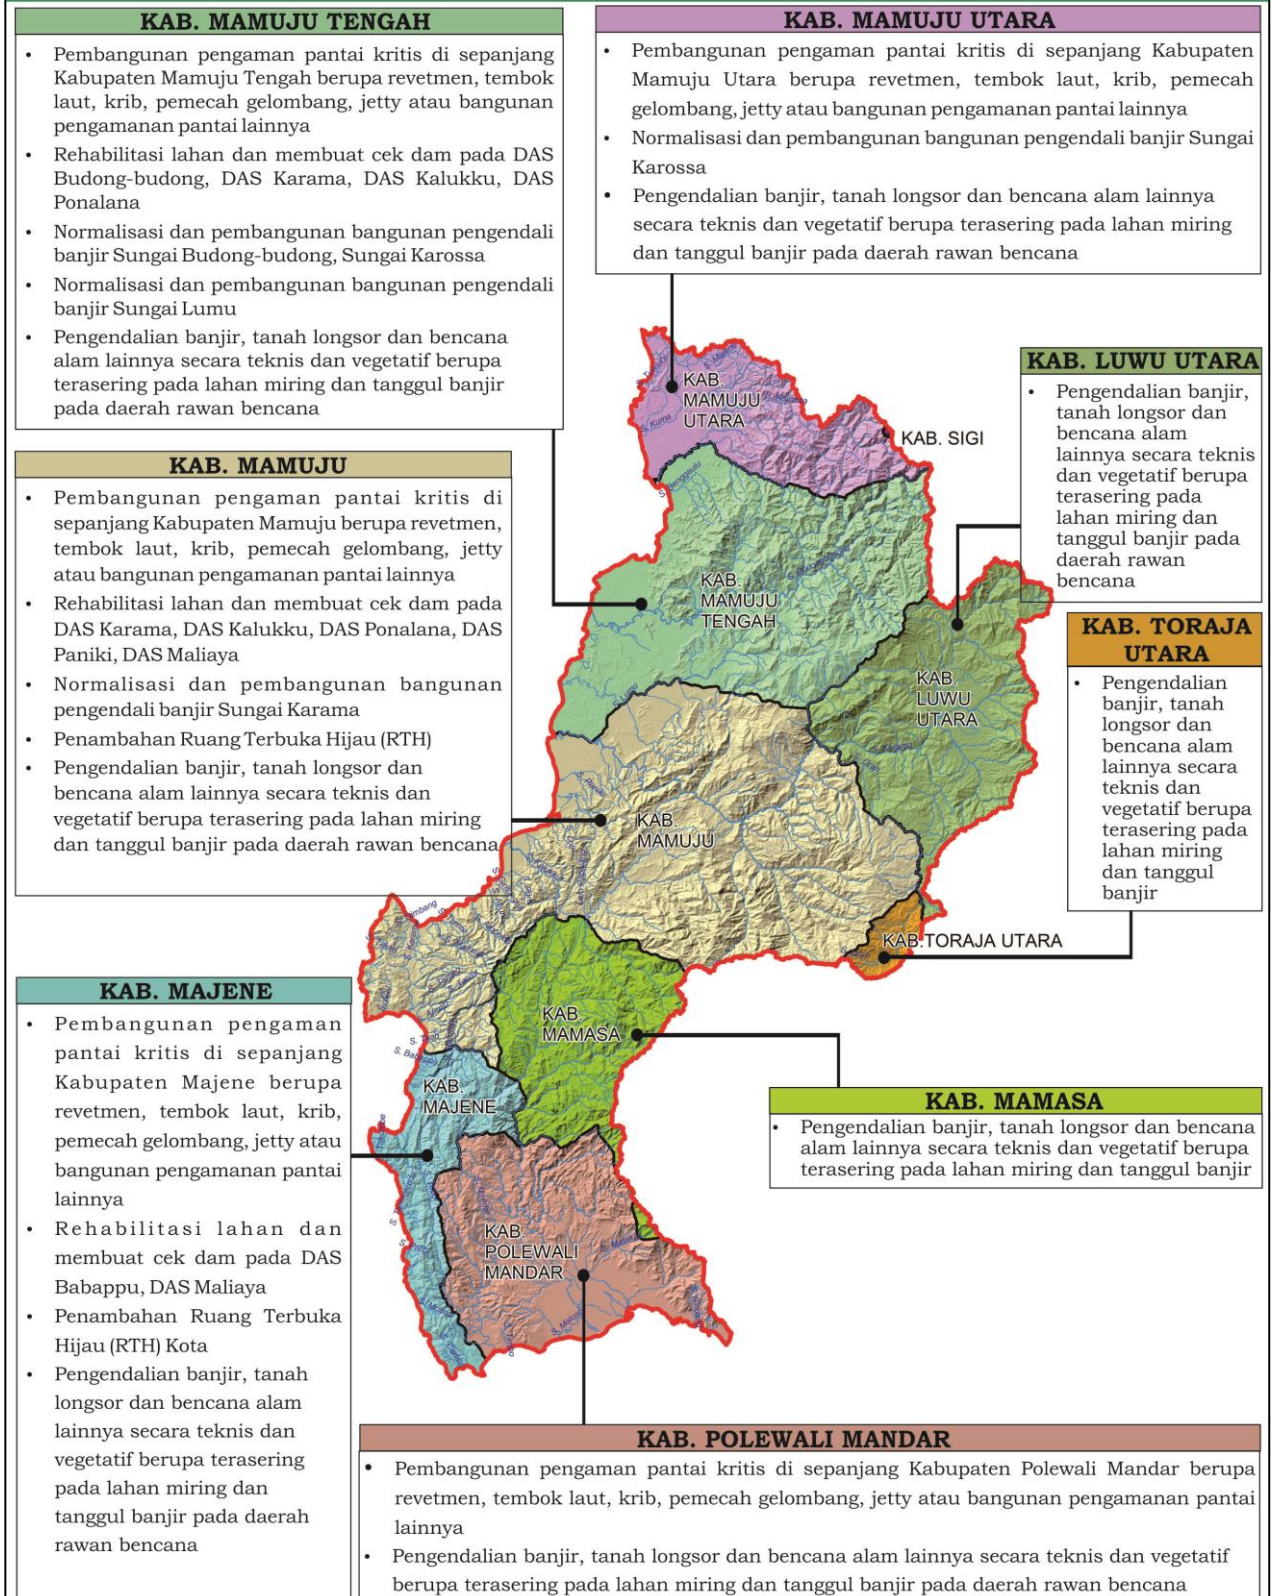 KAB. MAMUJU TENGAH
• Pembangunan pengaman pantai kritis di sepanjang
Kabupaten Mamuju Tengah berupa revetmen, tembok
laut, krib, pemecah gelombang, jetty atau bangunan
pengamanan pantai lainnya
• Rehabilitasi lahan dan membuat cek dam pada DAS
Budong-budong, DAS Karama, DAS Kalukku, DAS
Ponalana
• Normalisasi dan pembangunan bangunan pengendali
banjir Sungai Budong-budong, Sungai Karossa
• Normalisasi dan pembangunan bangunan pengendali
banjir Sungai Lumu
• Pengendalian banjir, tanah longsor dan bencana
alam lainnya secara teknis dan vegetatif berupa
terasering pada lahan miring dan tanggul banjir
pada daerah rawan bencana
KAB. MAMUJU UTARA
• Pembangunan pengaman pantai kritis di sepanjang Kabupaten
Mamuju Utara berupa revetmen, tembok laut, krib, pemecah
gelombang, jetty atau bangunan pengamanan pantai lainnya
• Normalisasi dan pembangunan bangunan pengendali banjir Sungai
Karossa
• Pengendalian banjir, tanah longsor dan bencana alam lainnya
secara teknis dan vegetatif berupa terasering pada lahan miring
dan tanggul banjir pada daerah rawan bencana
KAB. LUWU UTARA
• Pengendalian banjir,
tanah longsor dan
bencana alam
lainnya secara teknis
dan vegetatif berupa
terasering pada
lahan miring dan
tanggul banjir pada
daerah rawan
bencana
KAB. MAMUJU
• Pembangunan pengaman pantai kritis di
sepanjang Kabupaten Mamuju berupa revetmen,
tembok laut, krib, pemecah gelombang, jetty
atau bangunan pengamanan pantai lainnya
• Rehabilitasi lahan dan membuat cek dam pada
DAS Karama, DAS Kalukku, DAS Ponalana, DAS
Paniki, DAS Maliaya
• Normalisasi dan pembangunan bangunan
pengendali banjir Sungai Karama
• Penambahan Ruang Terbuka Hijau (RTH)
• Pengendalian banjir, tanah longsor dan
bencana alam lainnya secara teknis dan
vegetatif berupa terasering pada lahan miring
dan tanggul banjir pada daerah rawan bencana
KAB. TORAJA
UTARA
• Pengendalian
banjir, tanah
longsor dan
bencana alam
lainnya secara
teknis dan
vegetatif berupa
terasering pada
lahan miring
dan tanggul
banjir
KAB.
MAMUJU
UTARA
S. Kuma
KAB. SIGI
KAB.
MAMUJU
TENGAH
S. Lumu
KAB.
LUWU
UTARA
KAB.
MAMUJU
KAB.TORAJA UTARA
KAB.
MAMASA
KAB.
MAJENE
KAB.
POLEWALI
MANDAR
KAB. MAJENE
• Pembangunan pengaman
pantai kritis di sepanjang
Kabupaten Majene berupa
revetmen, tembok laut, krib,
pemecah gelombang, jetty atau
bangunan pengamanan pantai
lainnya
• Rehabilitasi lahan dan
membuat cek dam pada DAS
Babappu, DAS Maliaya
• Penambahan Ruang Terbuka
Hijau (RTH) Kota
• Pengendalian banjir, tanah
longsor dan bencana alam
lainnya secara teknis dan
vegetatif berupa terasering
pada lahan miring dan
tanggul banjir pada daerah
rawan bencana
KAB. MAMASA
• Pengendalian banjir, tanah longsor dan bencana
alam lainnya secara teknis dan vegetatif berupa
terasering pada lahan miring dan tanggul banjir
KAB. POLEWALI MANDAR
• Pembangunan pengaman pantai kritis di sepanjang Kabupaten Polewali Mandar berupa
revetmen, tembok laut, krib, pemecah gelombang, jetty atau bangunan pengamanan pantai
lainnya
• Pengendalian banjir, tanah longsor dan bencana alam lainnya secara teknis dan vegetatif
berupa terasering pada lahan miring dan tanggul banjir pada daerah rawan bencana